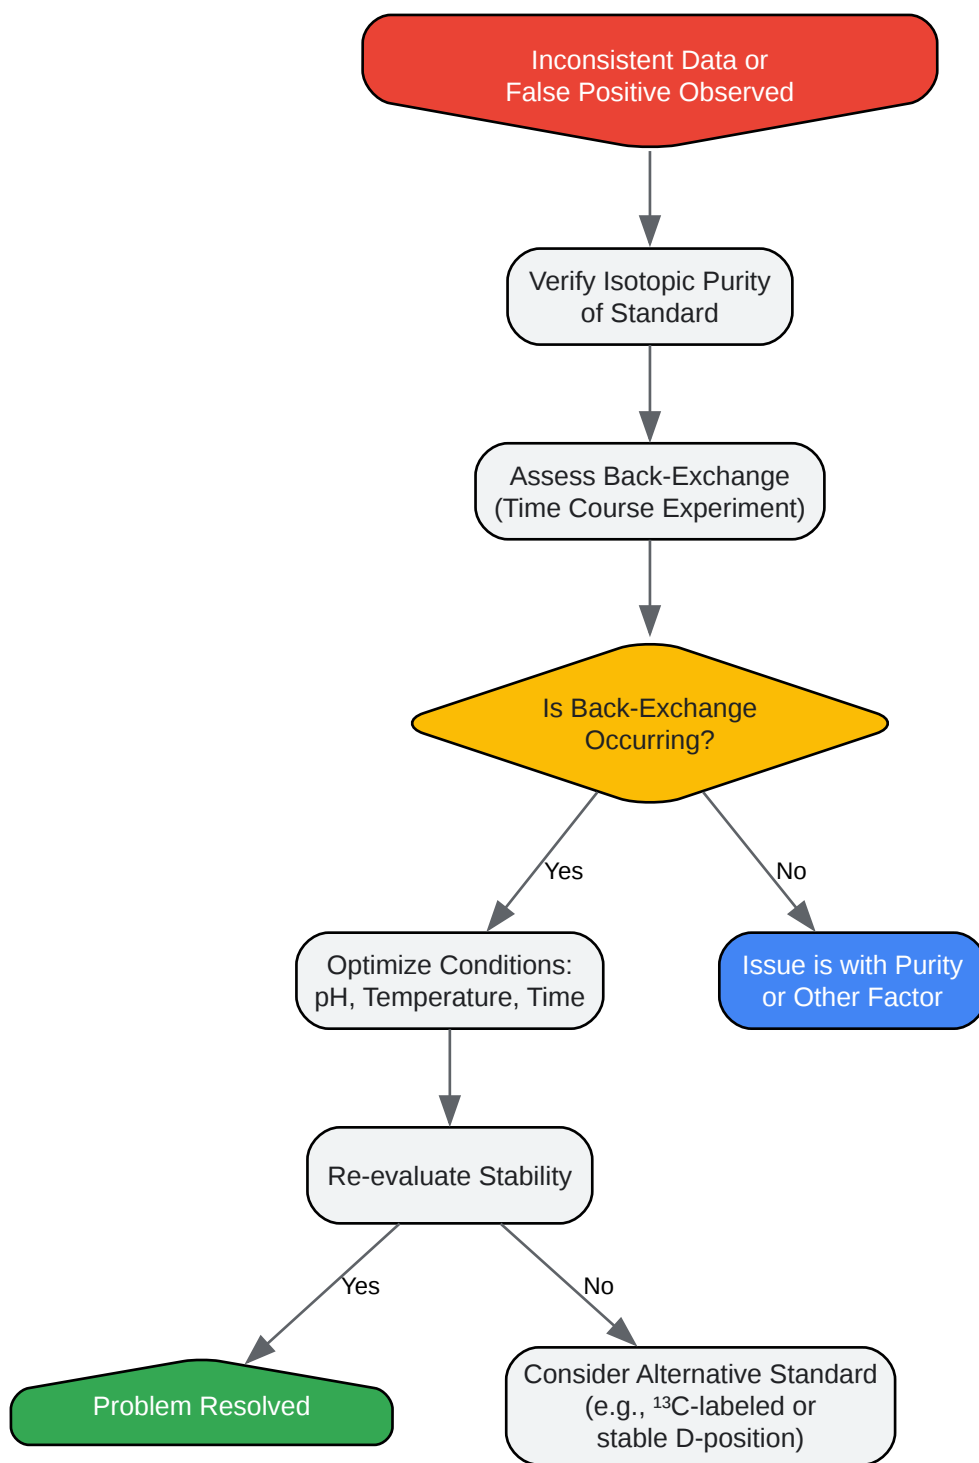 Inconsistent Data or
False Positive Observed
Verify Isotopic Purity
of Standard
Assess Back-Exchange
(Time Course Experiment)
Is Back-Exchange
Occurring?
Yes
No
Optimize Conditions:
pH, Temperature, Time
Issue is with Purity
or Other Factor
Re-evaluate Stability
Yes
No
Problem Resolved
Consider Alternative Standard
(e.g., ¹³C-labeled or
stable D-position)